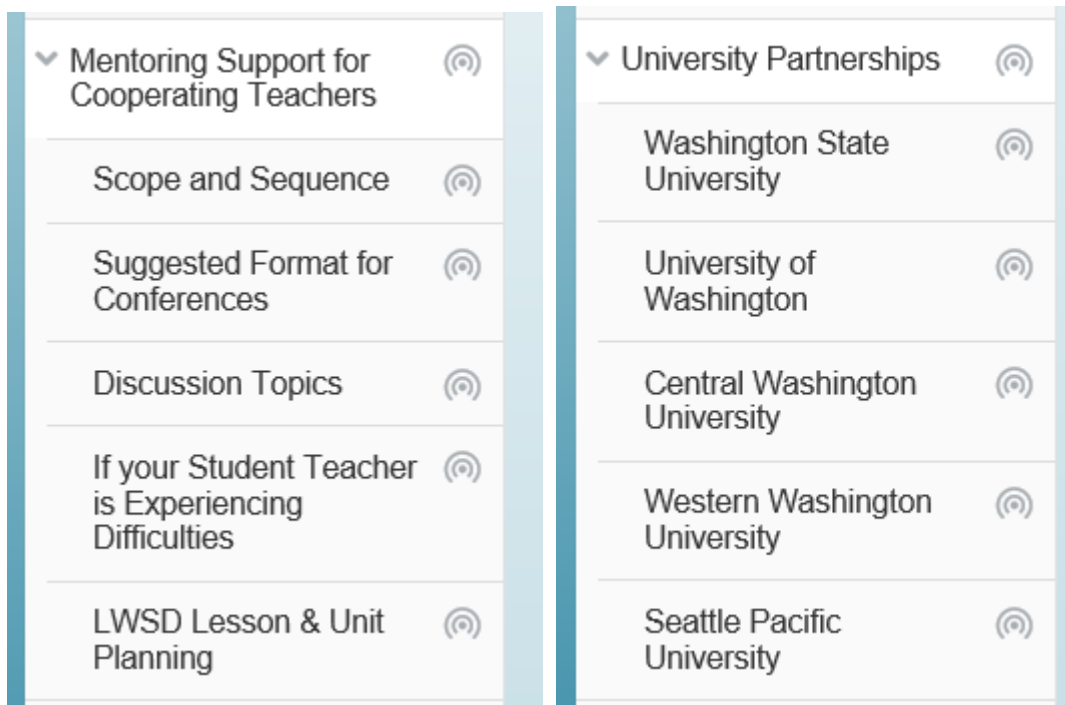 Mentoring Support for
Cooperating Teachers
Scope and Sequence
Suggested Format for
Conferences
Discussion Topics
If your Student Teacher
is Experiencing
Difficulties
LWSD Lesson & Unit
Planning
University Partnerships
Washington State
University
University of
Washington
Central Washington
University
Western Washington
University
Seattle Pacific
University